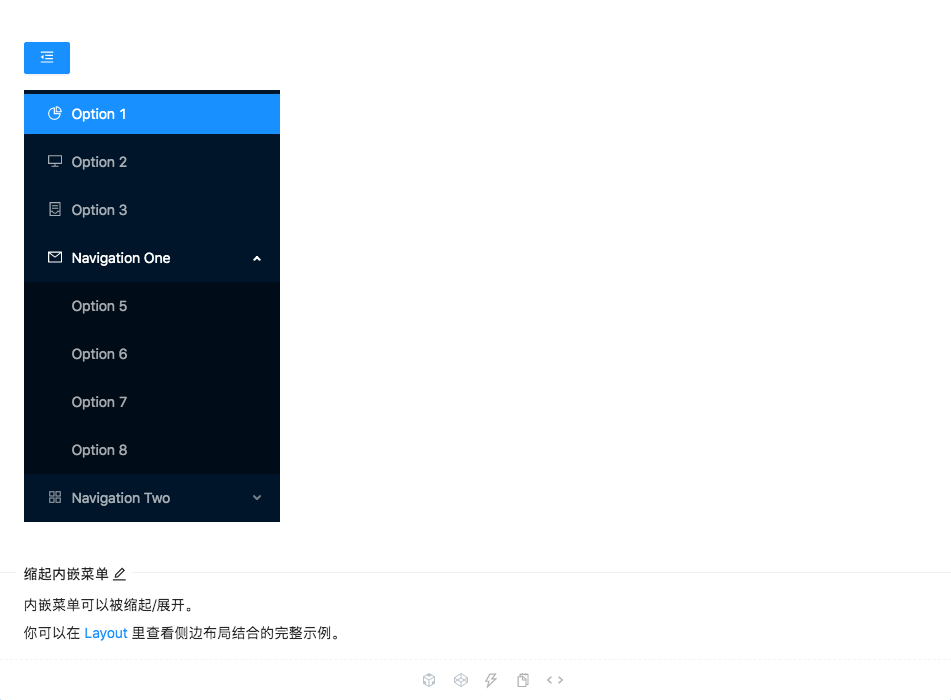 Option 1
Option 2
Option 3
Navigation One
Option 5
Option 6
Option 7
Option 8
Navigation Two
缩起内嵌菜单
内嵌菜单可以被缩起/展开。
你可以在 Layout 里查看侧边布局结合的完整示例。